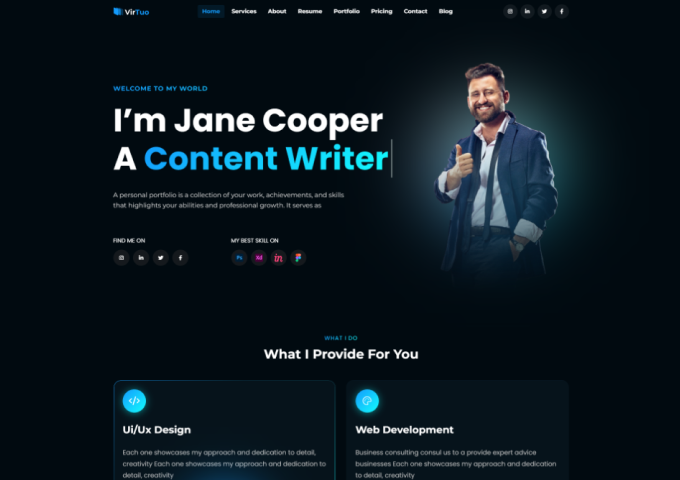 VirTuo
Home Services About Resume Portfolio Pricing Contact Blog
WELCOME TO MY WORLD
I'm Jane Cooper
A Content Writer
A personal portfolio is a collection of your work, achievements, and skills
that highlights your abilities and professional growth. It serves as
FIND ME ON
MY BEST SKILL ON
Ps Xd in
WHAT I DO
What I Provide For You
Ui/Ux Design
Each one showcases my approach and dedication to detail,
creativity Each one showcases my approach and dedication to
detail, creativity
Web Development
Business consulting consul us to a provide expert advice
businesses Each one showcases my approach and dedication
to detail, creativity